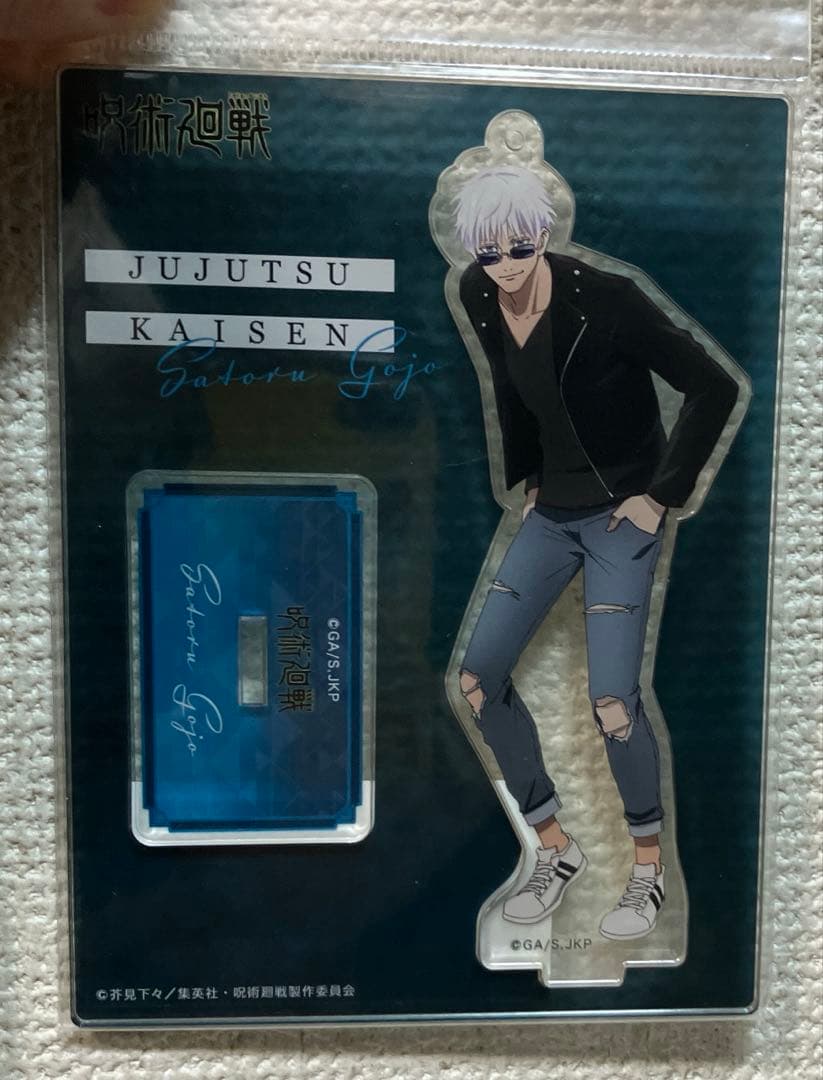 呪術廻戦
JUJUTSU
KAISEN
Satoru Gojo
Satoru Gojo
呪術廻戦
©GA/S,JKP
©GA/S,JKP
©芥見下々／集英社・呪術廻戦製作委員会